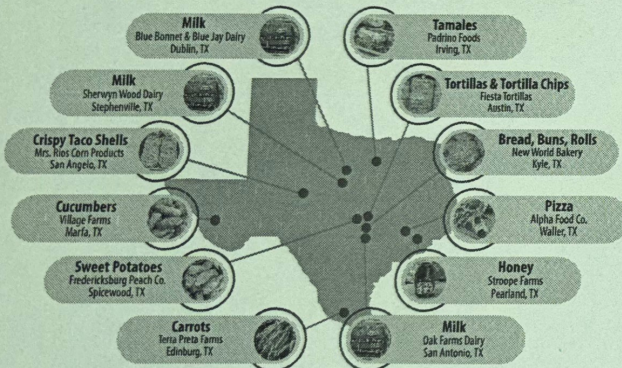 Milk
Blue Bonnet & Blue Jay Dairy
Dublin, TX
Tamales
Padrino Foods
Irving, TX
Milk
Sherwyn Wood Dairy
Stephenville, TX
Tortillas & Tortilla Chips
Fiesta Tortillas
Austin, TX
Crispy Taco Shells
Mrs. Rios Corn Products
San Angelo, TX
Bread, Buns, Rolls
New World Bakery
Kyle, TX
Cucumbers
Village Farms
Marfa, TX
Pizza
Alpha Food Co.
Waller, TX
Sweet Potatoes
Fredericksburg Peach Co.
Spicewood, TX
Honey
Stroope Farms
Pearland, TX
Carrots
Terra Preta Farms
Edinburg, TX
Milk
Oak Farms Dairy
San Antonio, TX